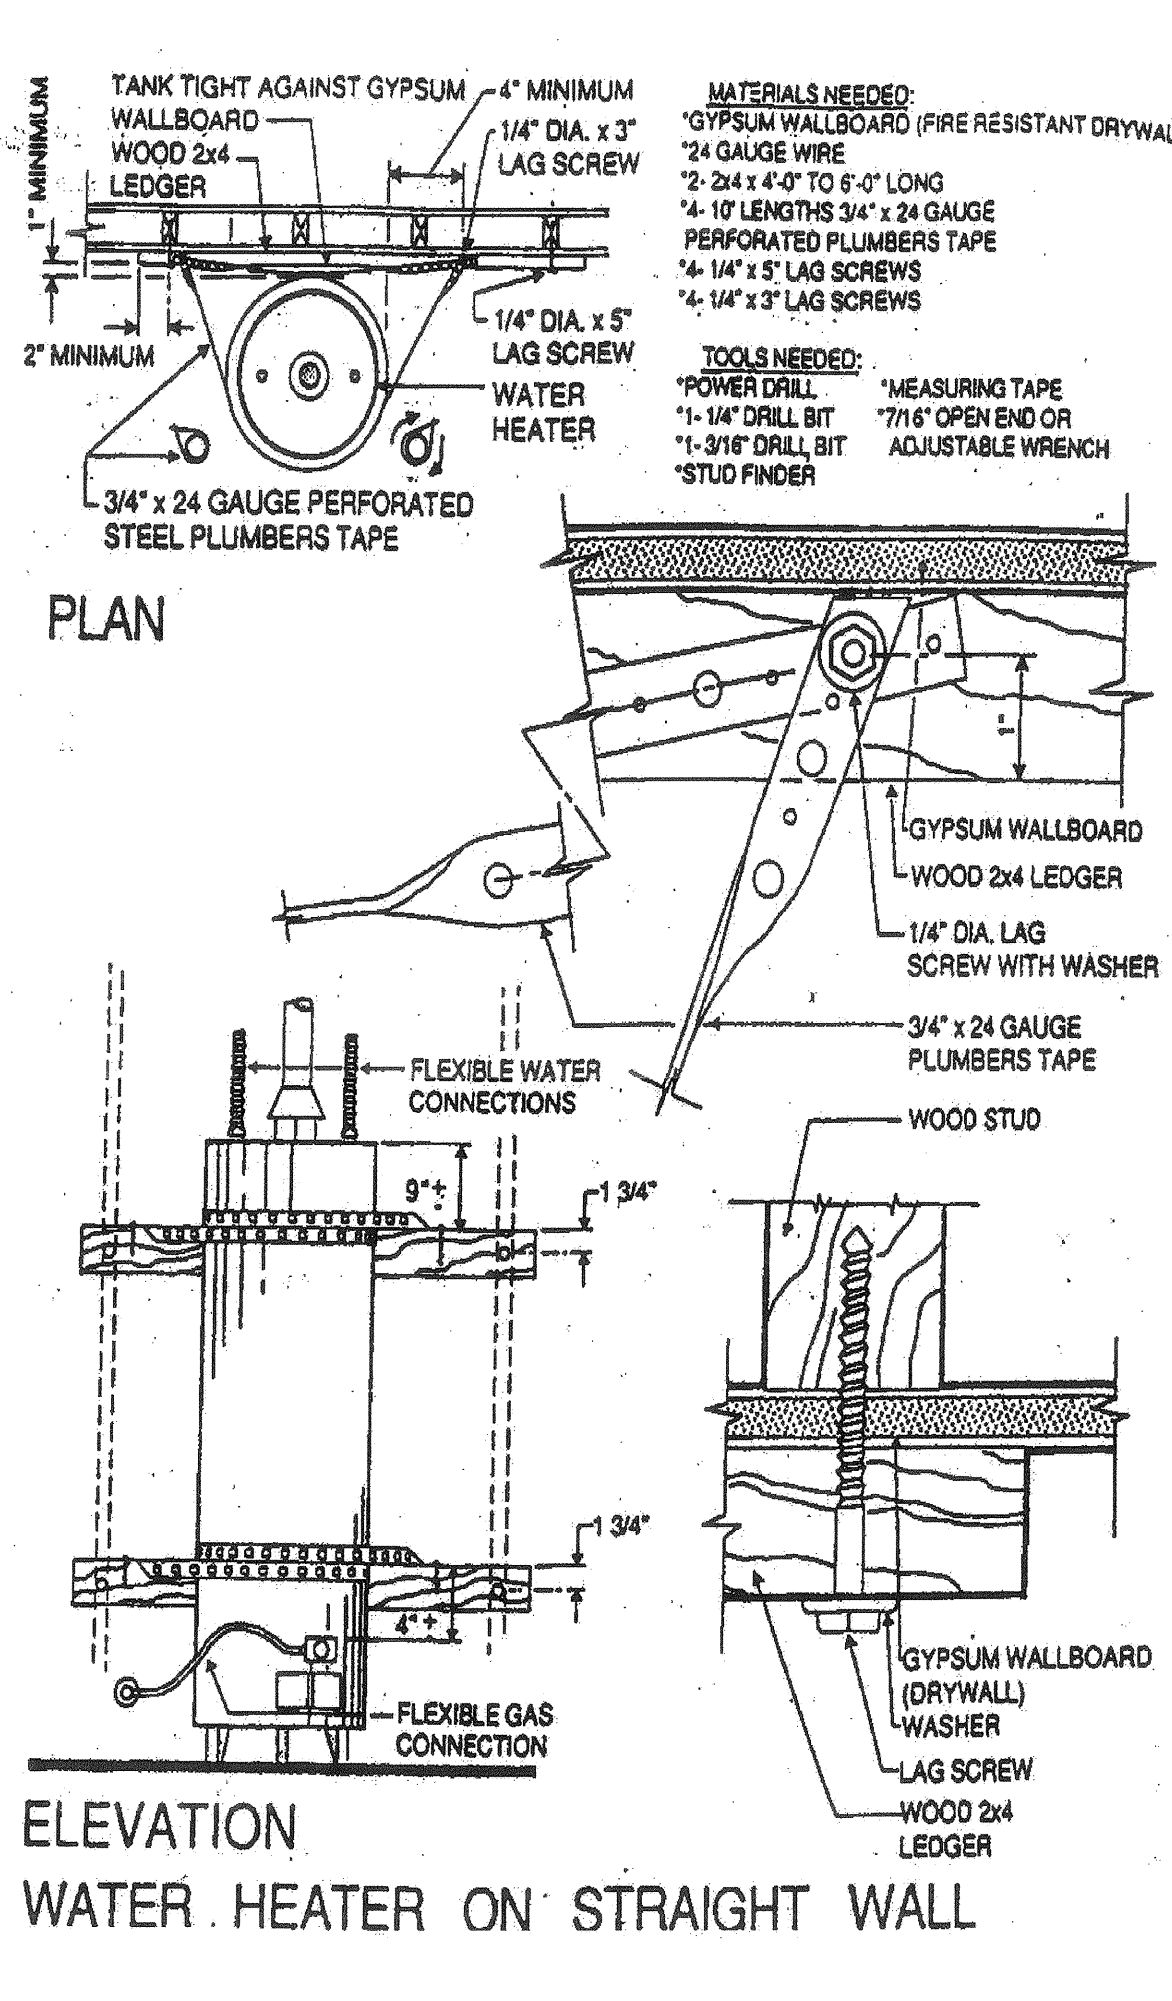 1" MINIMUM
TANK TIGHT AGAINST GYPSUM
WALLBOARD
WOOD 2x4
LEDGER
4" MINIMUM
1/4" DIA. x 3"
LAG SCREW
2" MINIMUM
1/4" DIA. x 5"
LAG SCREW
WATER
HEATER
3/4" x 24 GAUGE PERFORATED
STEEL PLUMBERS TAPE
PLAN
MATERIALS NEEDED:
*GYPSUM WALLBOARD (FIRE RESISTANT DRYWAL
*24 GAUGE WIRE
*2- 2x4 x 4'-0" TO 6'-0" LONG
*4- 10' LENGTHS 3/4" x 24 GAUGE
PERFORATED PLUMBERS TAPE
*4- 1/4" x 5" LAG SCREWS
*4- 1/4" x 3" LAG SCREWS
TOOLS NEEDED:
*POWER DRILL
*1- 1/4" DRILL BIT
*1- 3/16" DRILL BIT
*STUD FINDER
*MEASURING TAPE
*7/16" OPEN END OR
ADJUSTABLE WRENCH
1"
GYPSUM WALLBOARD
WOOD 2x4 LEDGER
1/4" DIA. LAG
SCREW WITH WASHER
3/4" x 24 GAUGE
PLUMBERS TAPE
FLEXIBLE WATER
CONNECTIONS
9" ±
1 3/4"
1 3/4"
4" ±
FLEXIBLE GAS
CONNECTION
WOOD STUD
GYPSUM WALLBOARD
(DRYWALL)
WASHER
LAG SCREW
WOOD 2x4
LEDGER
ELEVATION
WATER HEATER ON STRAIGHT WALL